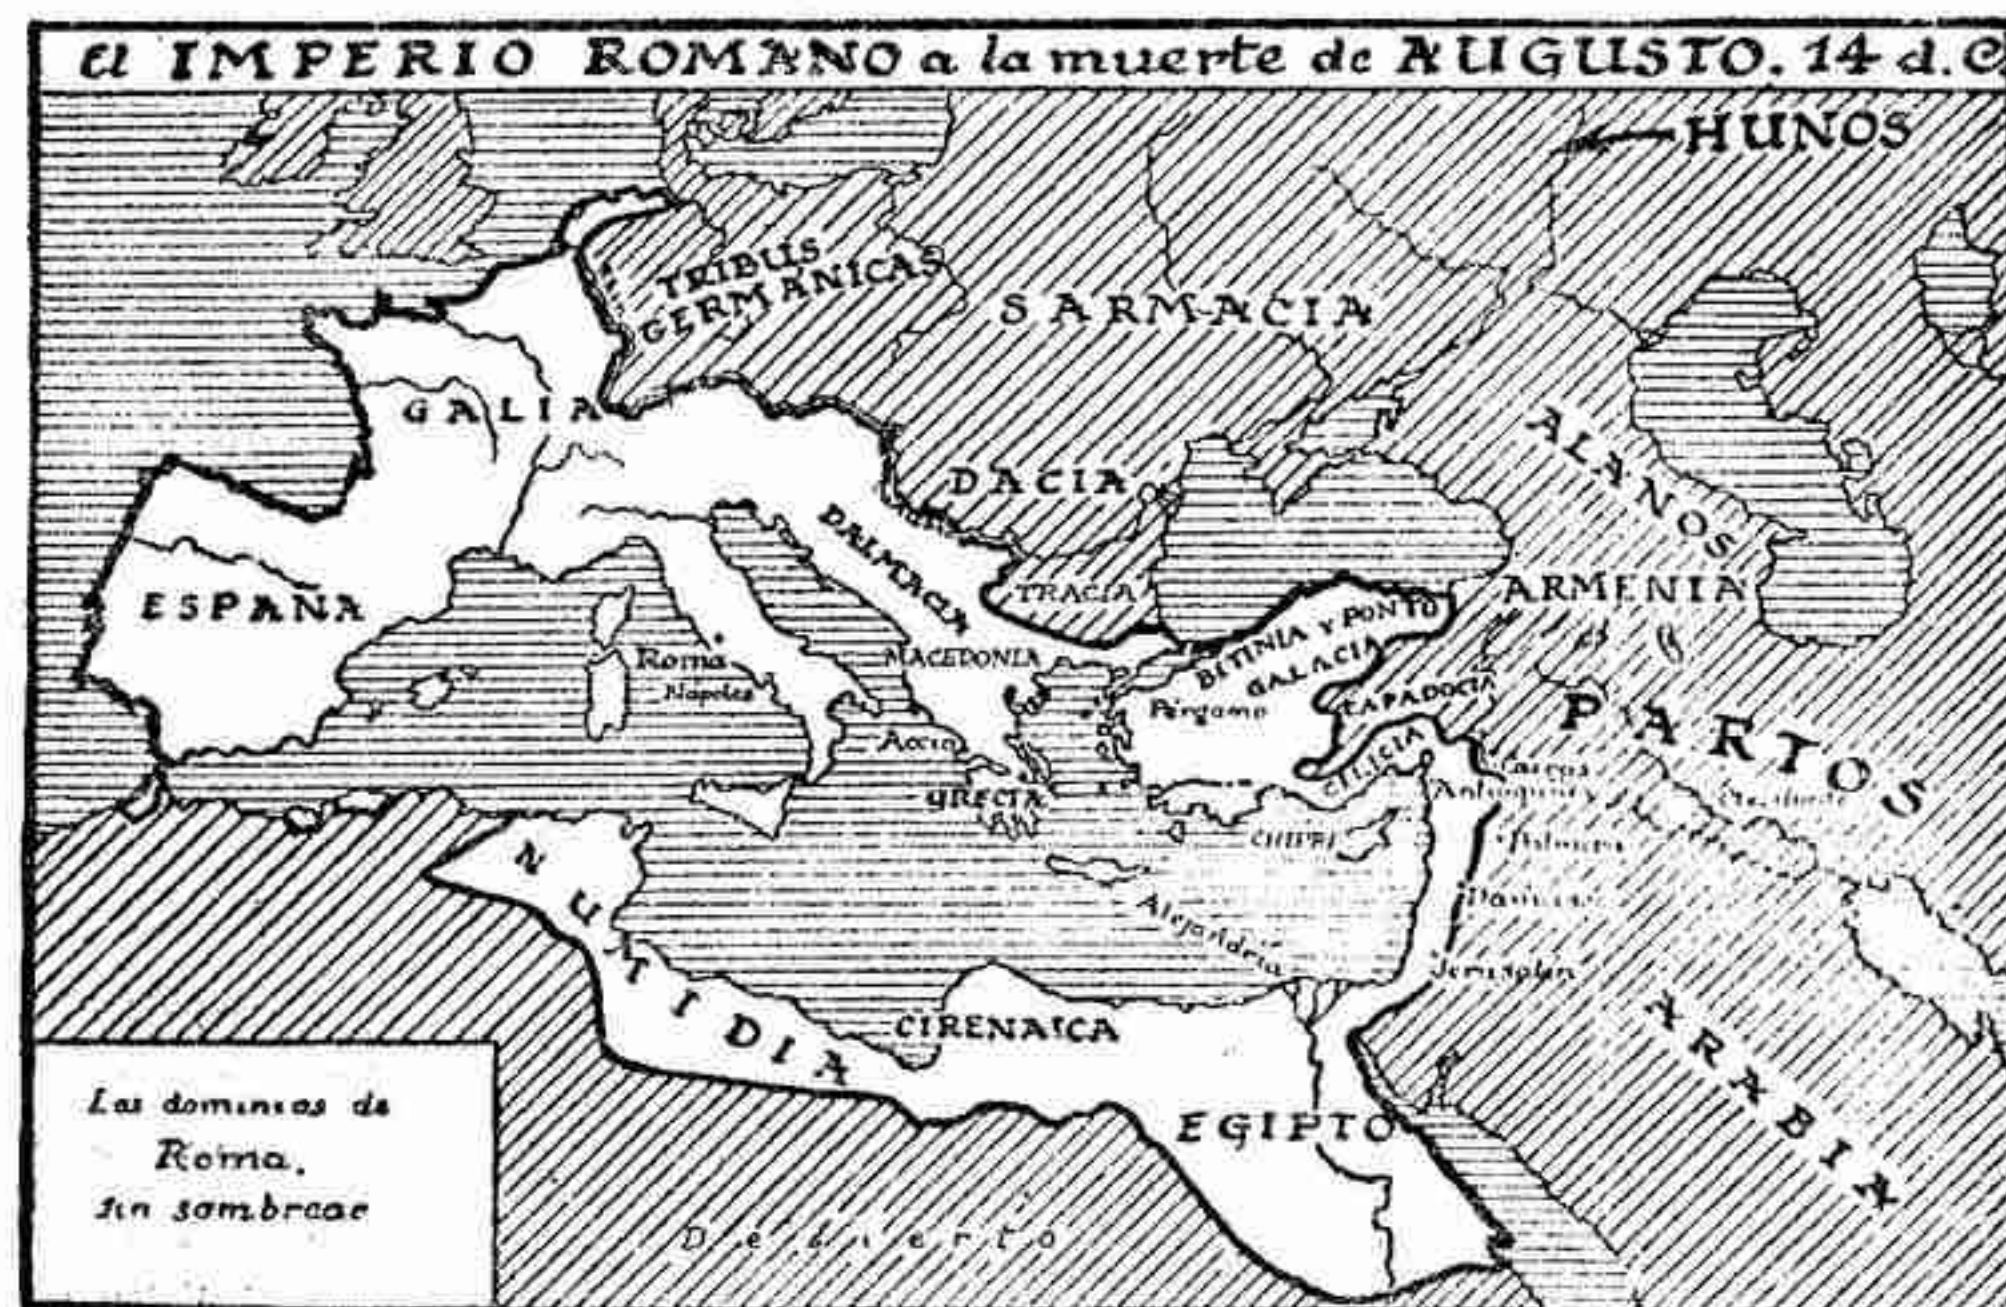 El IMPERIO ROMANO a la muerte de AUGUSTO. 14 d. C.
HUNOS
TRIBUS
GERMANICAS
SARMACIA
GALIA
ALANOS
DACIA
DALMACIA
ESPAÑA
TRACIA
ARMENIA
BITINIA Y PONTO
GALACIA
Roma
MACEDONIA
Napoles
Pérgamo
CAPADOCIA
PARTOS
CILICIA
Accio
GRECIA
NUMIDIA
Alejandria
Jerusalen
CIRENAICA
ARABIA
EGIPTO
Los dominios de
Roma,
sin sombrear
Desierto